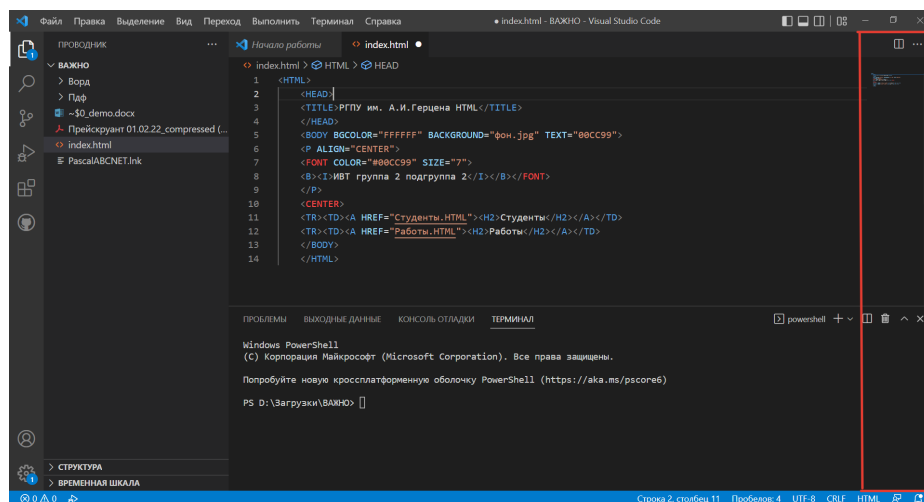 Файл Правка Выделение Вид Переход Выполнить Терминал Справка ● index.html - ВАЖНО - Visual Studio Code
ПРОВОДНИК ···
ВАЖНО
Ворд
Пдф
~$0_demo.docx
Прейскруант 01.02.22_compressed (...
index.html
PascalABCNET.lnk
СТРУКТУРА
ВРЕМЕННАЯ ШКАЛА
Начало работы index.html ●
index.html > HTML > HEAD
1 <HTML>
2 <HEAD>
3 <TITLE>РГПУ им. А.И.Герцена HTML</TITLE>
4 </HEAD>
5 <BODY BGCOLOR="FFFFFF" BACKGROUND="фон.jpg" TEXT="00CC99">
6 <P ALIGN="CENTER">
7 <FONT COLOR="#00CC99" SIZE="7">
8 <B><I>ИВТ группа 2 подгруппа 2</I></B></FONT>
9 </P>
10 <CENTER>
11 <TR><TD><A HREF="Студенты.HTML"><H2>Студенты</H2></A></TD>
12 <TR><TD><A HREF="Работы.HTML"><H2>Работы</H2></A></TD>
13 </BODY>
14 </HTML>
ПРОБЛЕМЫ ВЫХОДНЫЕ ДАННЫЕ КОНСОЛЬ ОТЛАДКИ ТЕРМИНАЛ powershell
Windows PowerShell
(C) Корпорация Майкрософт (Microsoft Corporation). Все права защищены.
Попробуйте новую кроссплатформенную оболочку PowerShell (https://aka.ms/pscore6)
PS D:\Загрузки\ВАЖНО>
0 0 Строка 2, столбец 11 Пробелов: 4 UTF-8 CRLF HTML